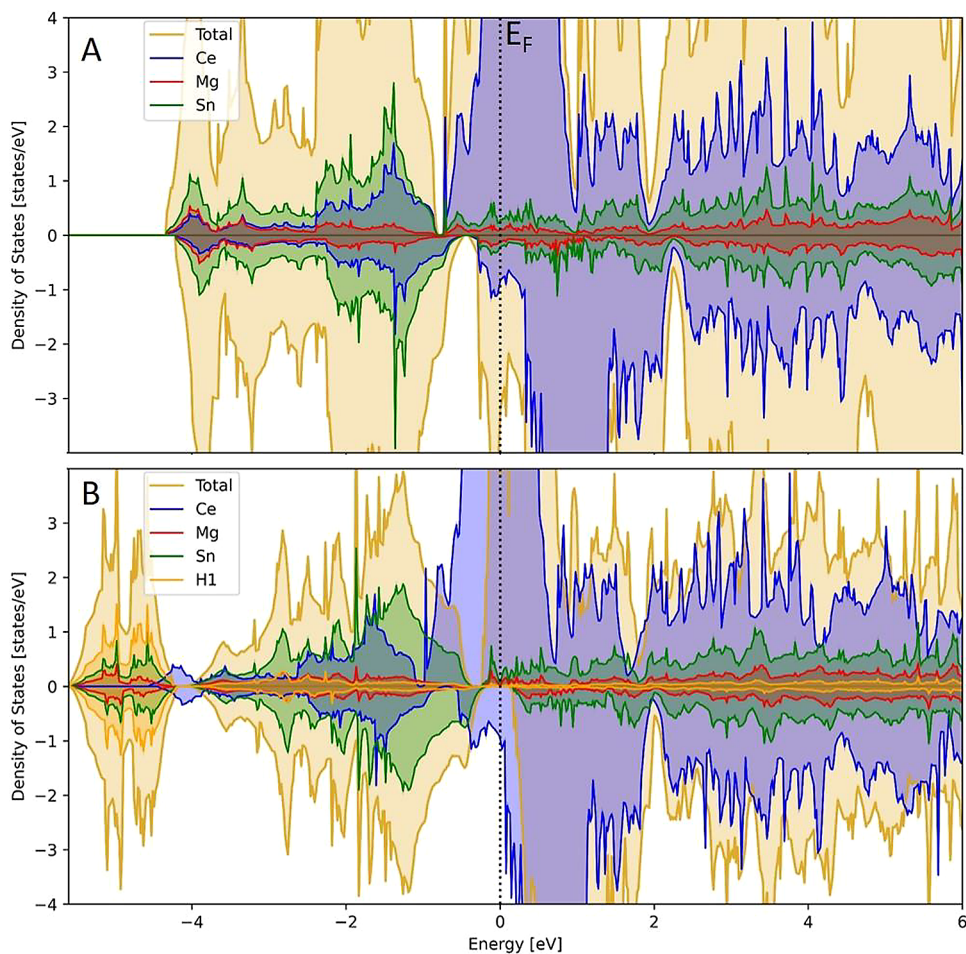 A
Total
Ce
Mg
Sn
E_F
Density of States [states/eV]
4
3
2
1
0
−1
−2
−3
B
Total
Ce
Mg
Sn
H1
Density of States [states/eV]
3
2
1
0
−1
−2
−3
−4
−4
−2
0
2
4
6
Energy [eV]